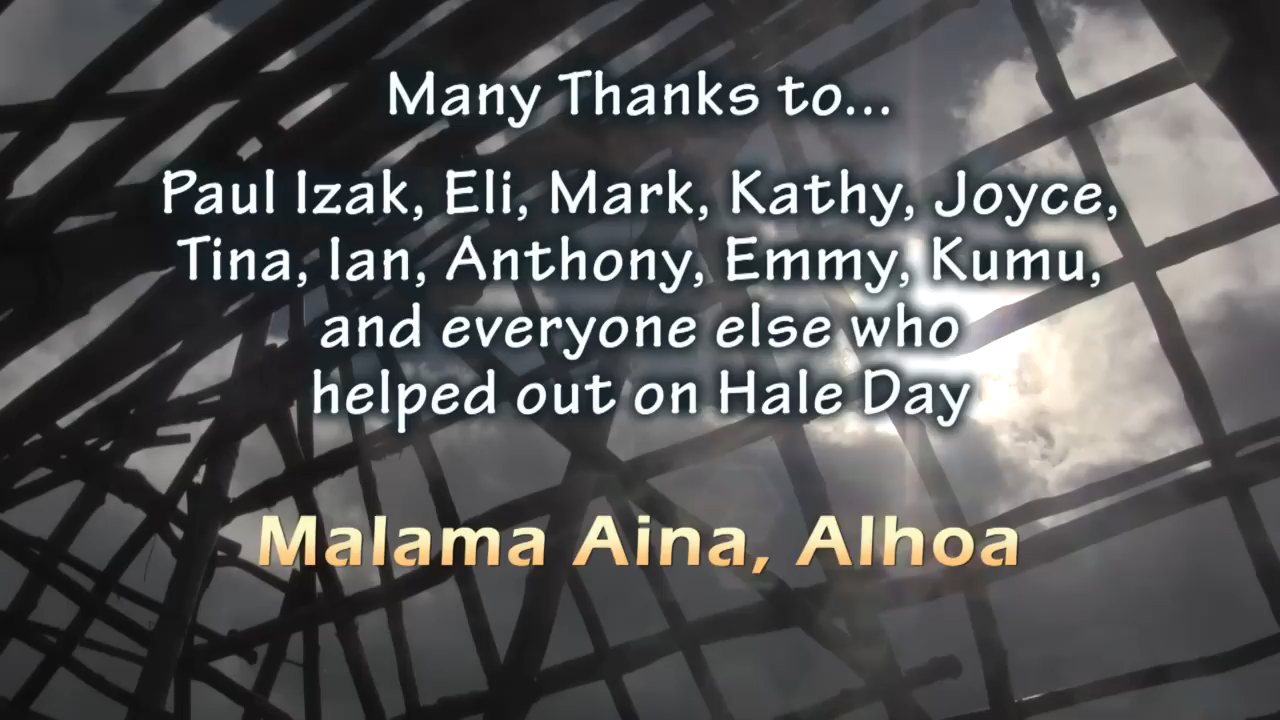 Many Thanks to...
Paul Izak, Eli, Mark, Kathy, Joyce,
Tina, Ian, Anthony, Emmy, Kumu,
and everyone else who
helped out on Hale Day
Malama Aina, Alhoa